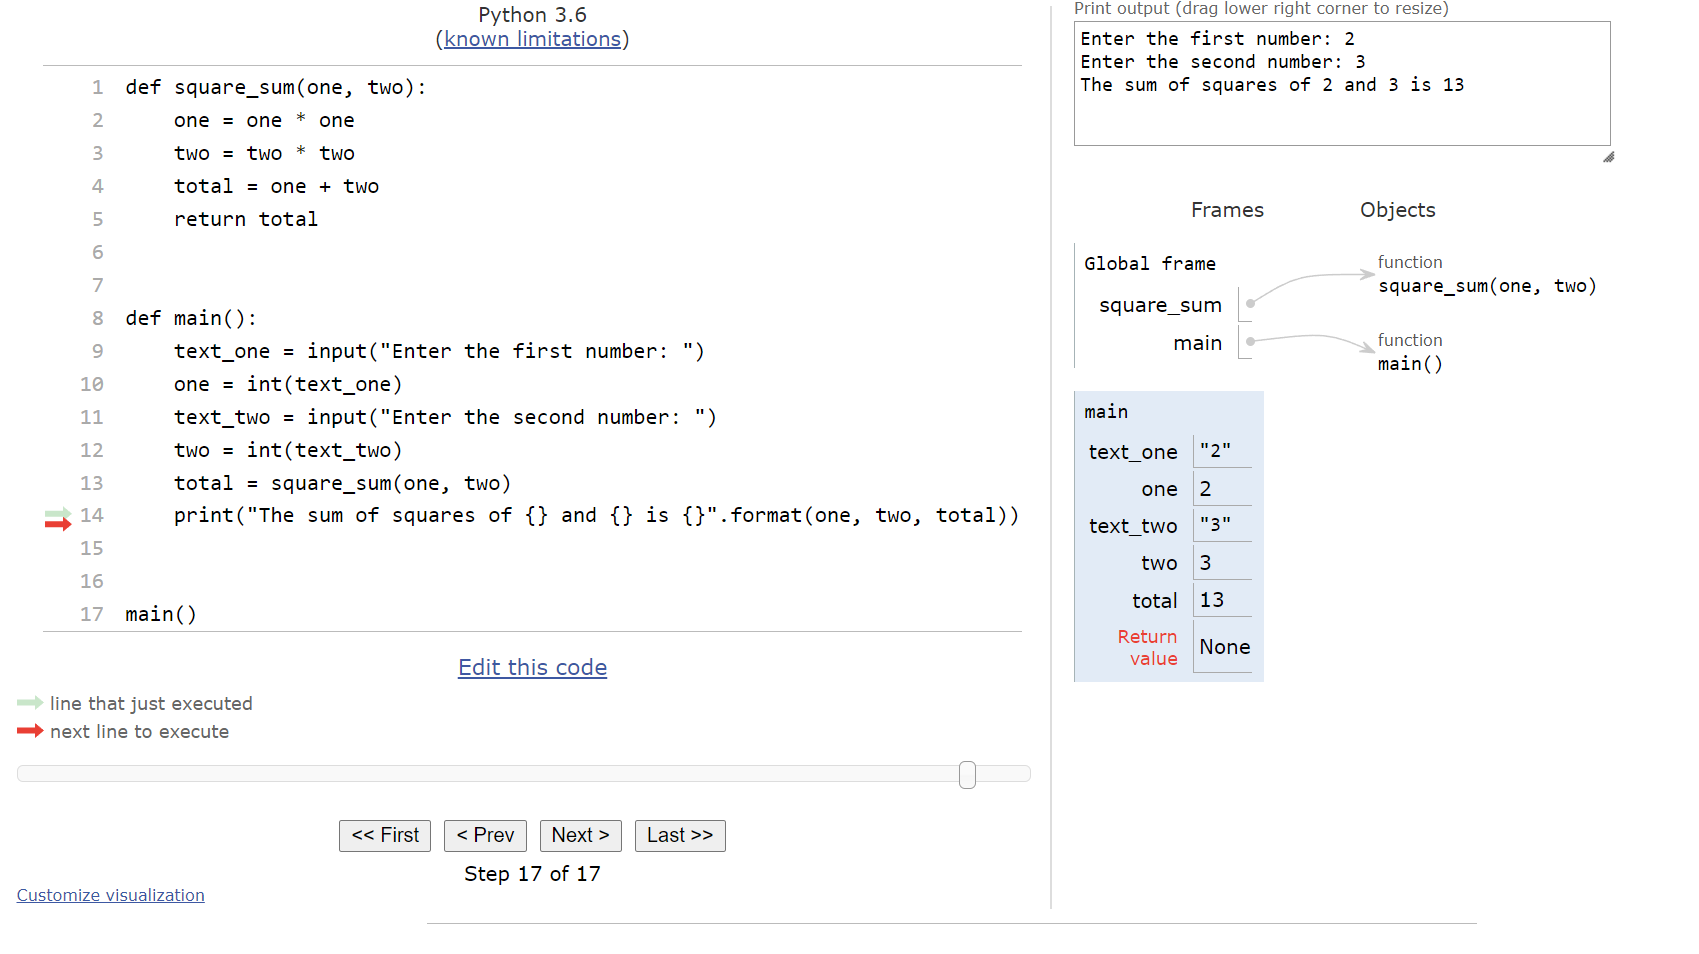 Python 3.6
(known limitations)
1 def square_sum(one, two):
2     one = one * one
3     two = two * two
4     total = one + two
5     return total
6
7
8 def main():
9     text_one = input("Enter the first number: ")
10     one = int(text_one)
11     text_two = input("Enter the second number: ")
12     two = int(text_two)
13     total = square_sum(one, two)
14     print("The sum of squares of {} and {} is {}".format(one, two, total))
15
16
17 main()
Edit this code
line that just executed
next line to execute
<< First < Prev Next > Last >>
Step 17 of 17
Customize visualization
Print output (drag lower right corner to resize)
Enter the first number: 2
Enter the second number: 3
The sum of squares of 2 and 3 is 13
Frames Objects
Global frame
square_sum
main
function
square_sum(one, two)
function
main()
main
text_one "2"
one 2
text_two "3"
two 3
total 13
Return
value None